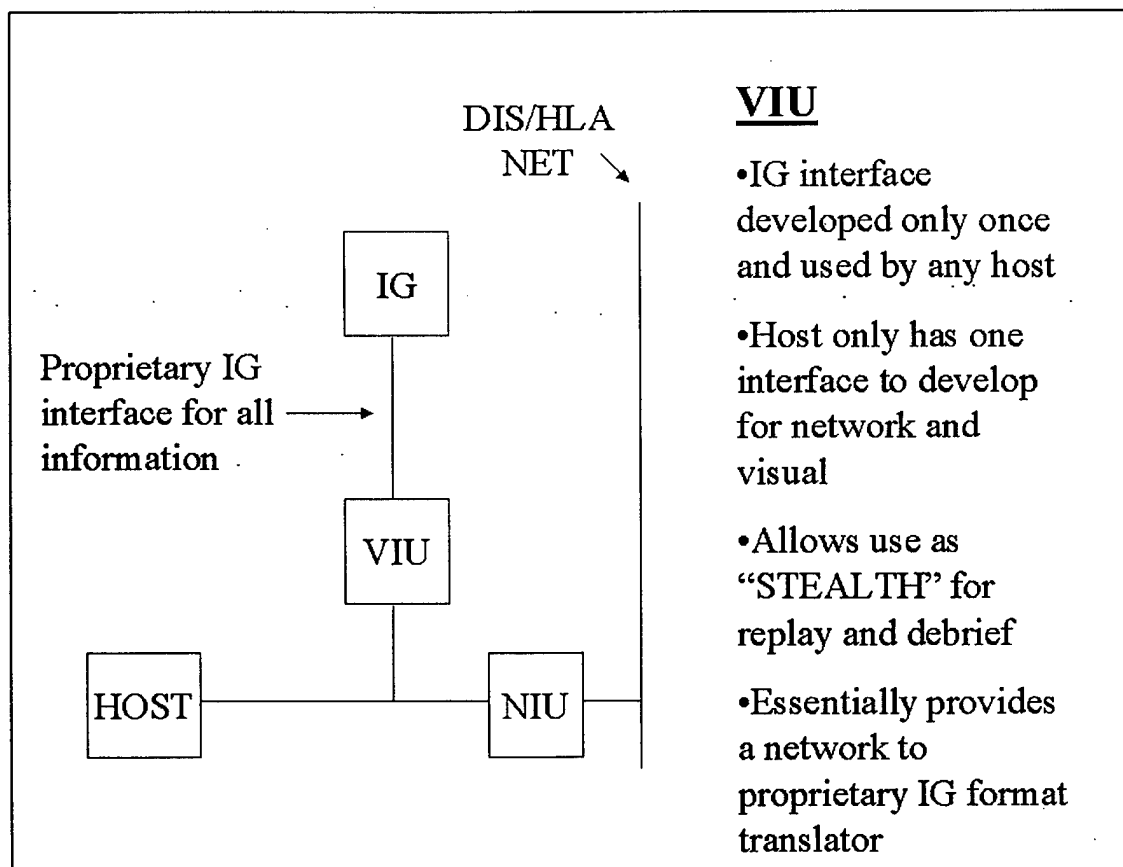 DIS/HLA
NET
IG
Proprietary IG
interface for all
information
VIU
HOST
NIU
VIU
•IG interface
developed only once
and used by any host
•Host only has one
interface to develop
for network and
visual
•Allows use as
“STEALTH” for
replay and debrief
•Essentially provides
a network to
proprietary IG format
translator